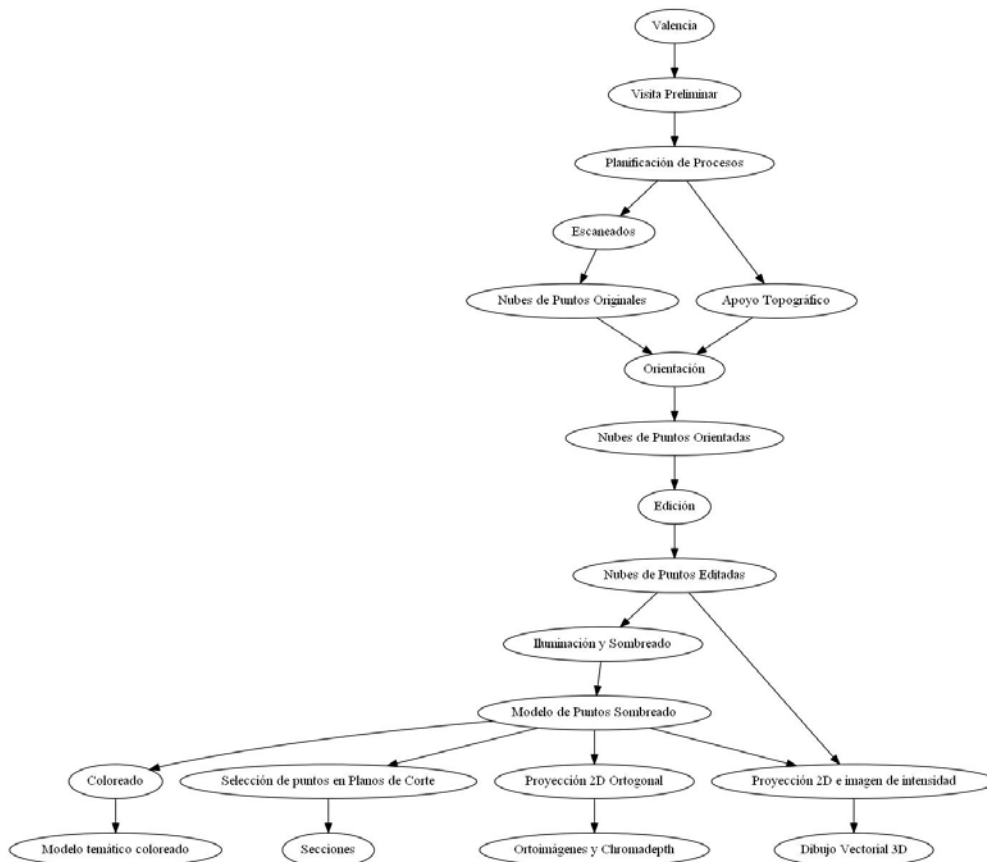 Valencia
Visita Preliminar
Planificación de Procesos
Escaneados
Nubes de Puntos Originales
Apoyo Topográfico
Orientación
Nubes de Puntos Orientadas
Edición
Nubes de Puntos Editadas
Iluminación y Sombreado
Modelo de Puntos Sombreado
Coloreado
Selección de puntos en Planos de Corte
Proyección 2D Ortogonal
Proyección 2D e imagen de intensidad
Modelo temático coloreado
Secciones
Ortoimágenes y Chromadepth
Dibujo Vectorial 3D